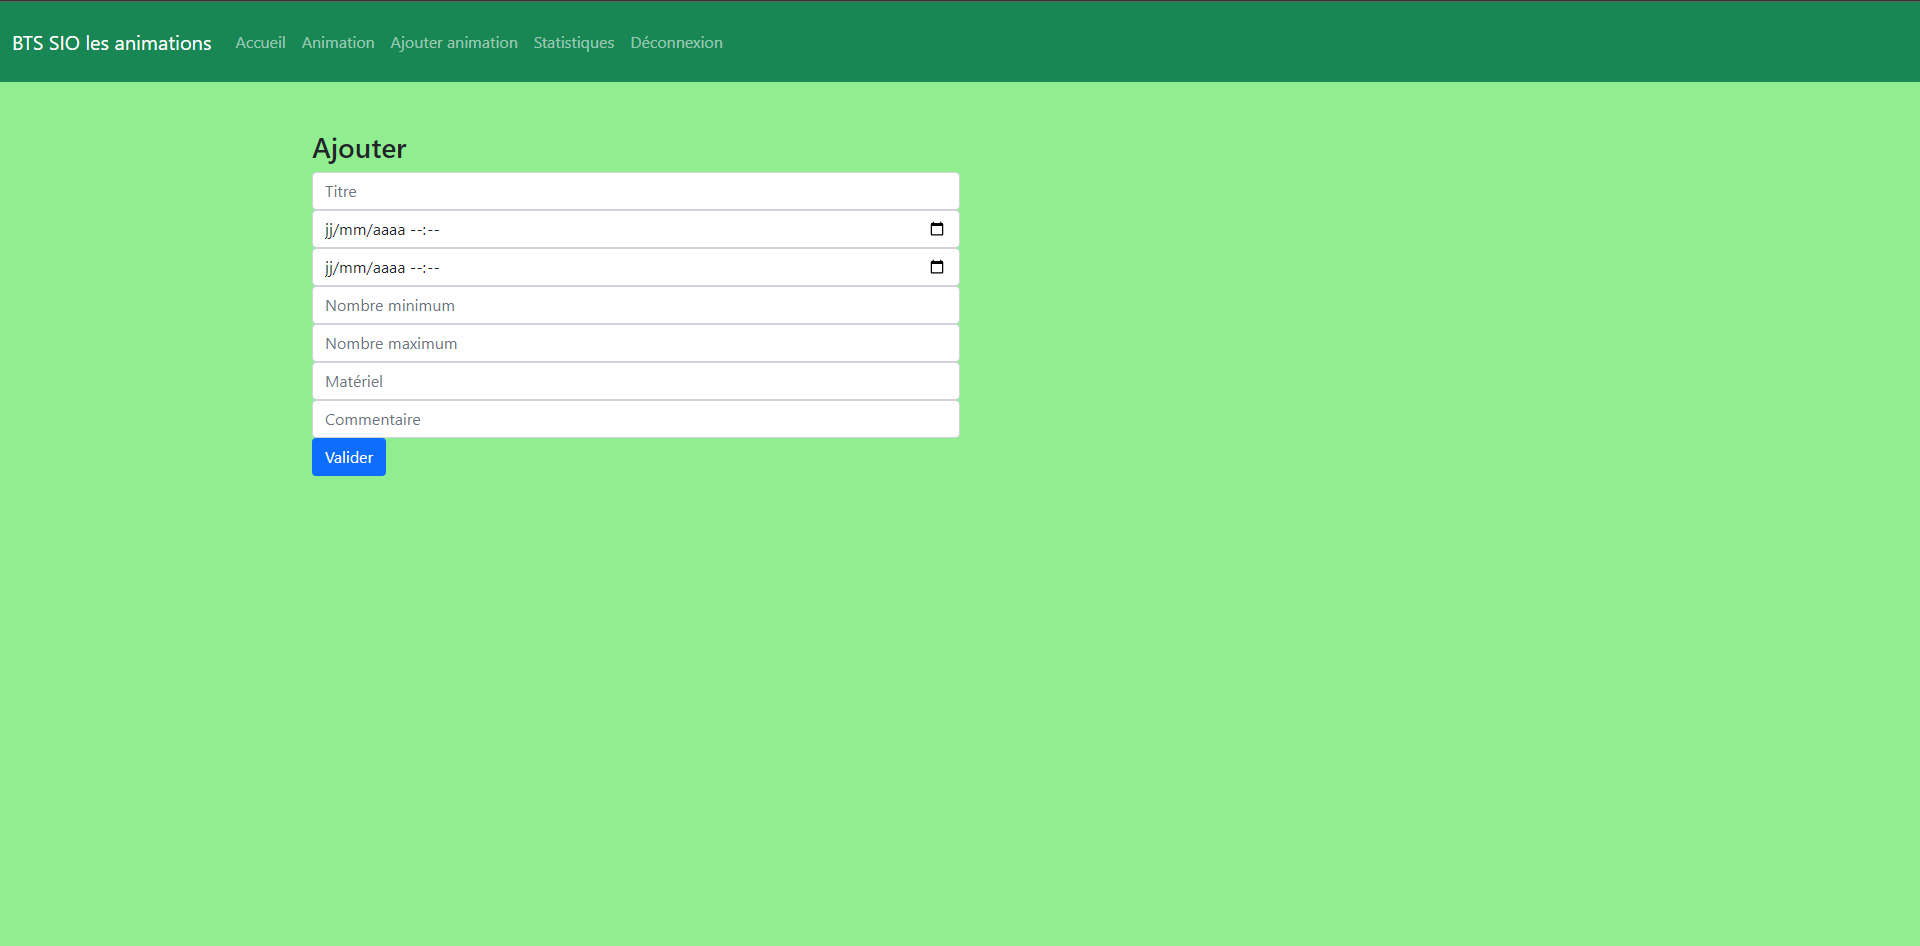 BTS SIO les animations Accueil Animation Ajouter animation Statistiques Déconnexion
Ajouter
Titre
jj/mm/aaaa --:--
jj/mm/aaaa --:--
Nombre minimum
Nombre maximum
Matériel
Commentaire
Valider